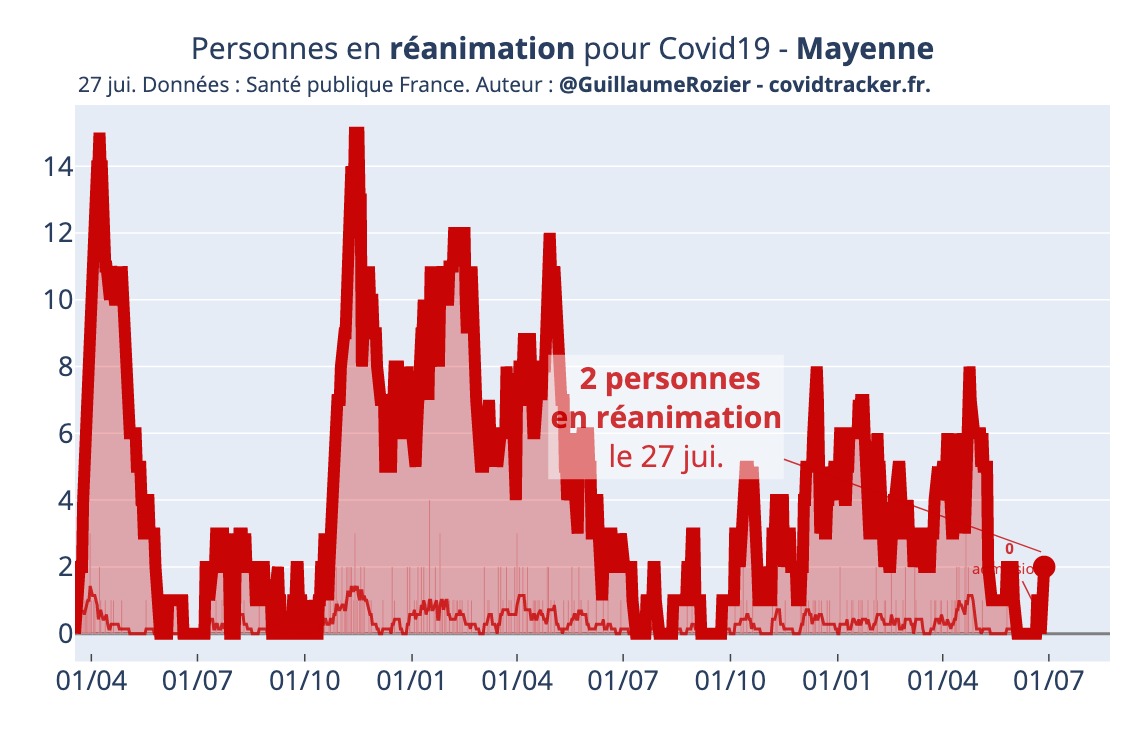 Personnes en réanimation pour Covid19 - Mayenne
27 jui. Données : Santé publique France. Auteur : @GuillaumeRozier - covidtracker.fr.
14
12
10
8
6
4
2
0
2 personnes
en réanimation
le 27 jui.
0
01/04 01/07 01/10 01/01 01/04 01/07 01/10 01/01 01/04 01/07